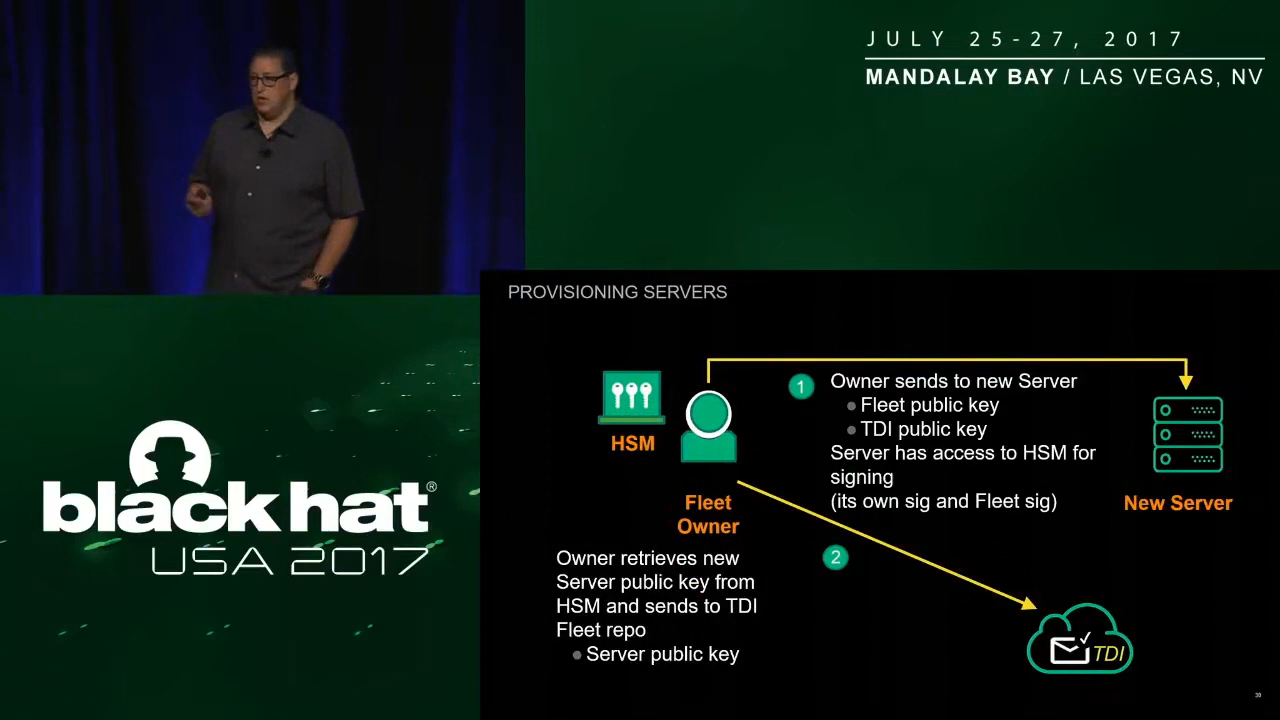 JULY 25-27, 2017
MANDALAY BAY / LAS VEGAS, NV
PROVISIONING SERVERS
HSM
Fleet
Owner
1
Owner sends to new Server
Fleet public key
TDI public key
Server has access to HSM for
signing
(its own sig and Fleet sig)
New Server
2
Owner retrieves new
Server public key from
HSM and sends to TDI
Fleet repo
Server public key
TDI
black hat®
USA 2017